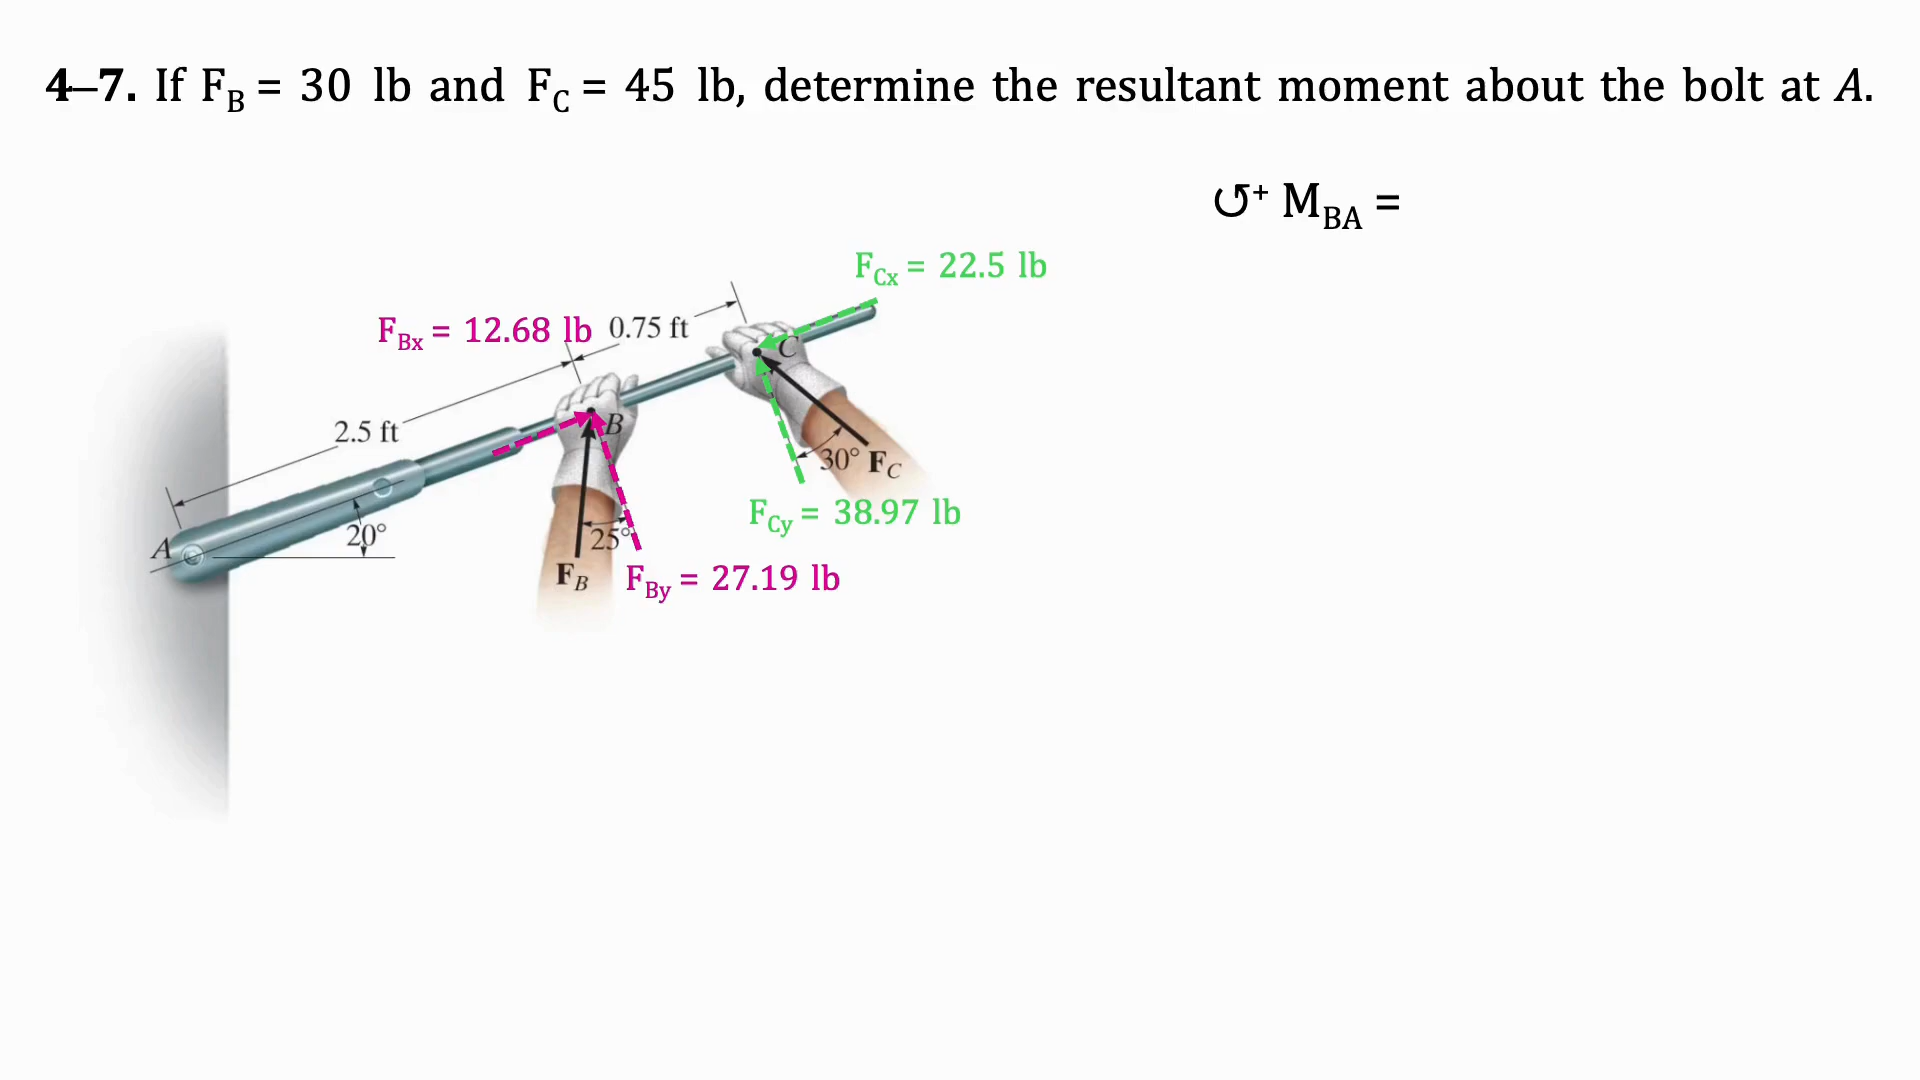 4–7. If F_B = 30 lb and F_C = 45 lb, determine the resultant moment about the bolt at A.
↺+ M_BA =
F_Cx = 22.5 lb
F_Bx = 12.68 lb
0.75 ft
C
2.5 ft
B
30° F_C
F_Cy = 38.97 lb
A
20°
25°
F_B
F_By = 27.19 lb